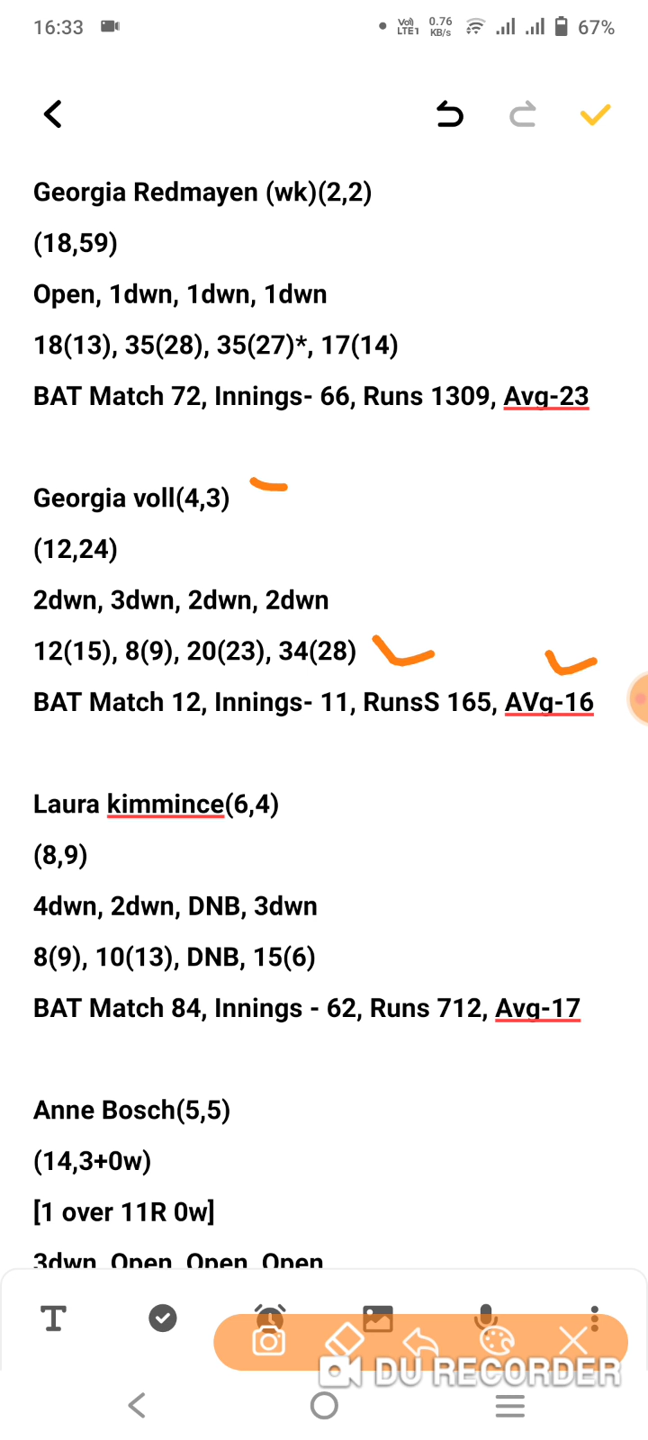 16:33 Vo) LTE1 0.76 KB/s 67%
Georgia Redmayen (wk)(2,2)
(18,59)
Open, 1dwn, 1dwn, 1dwn
18(13), 35(28), 35(27)*, 17(14)
BAT Match 72, Innings- 66, Runs 1309, Avg-23
Georgia voll(4,3)
(12,24)
2dwn, 3dwn, 2dwn, 2dwn
12(15), 8(9), 20(23), 34(28)
BAT Match 12, Innings- 11, RunsS 165, AVg-16
Laura kimmince(6,4)
(8,9)
4dwn, 2dwn, DNB, 3dwn
8(9), 10(13), DNB, 15(6)
BAT Match 84, Innings - 62, Runs 712, Avg-17
Anne Bosch(5,5)
(14,3+0w)
[1 over 11R 0w]
3dwn, Open, Open, Open
T
DU RECORDER